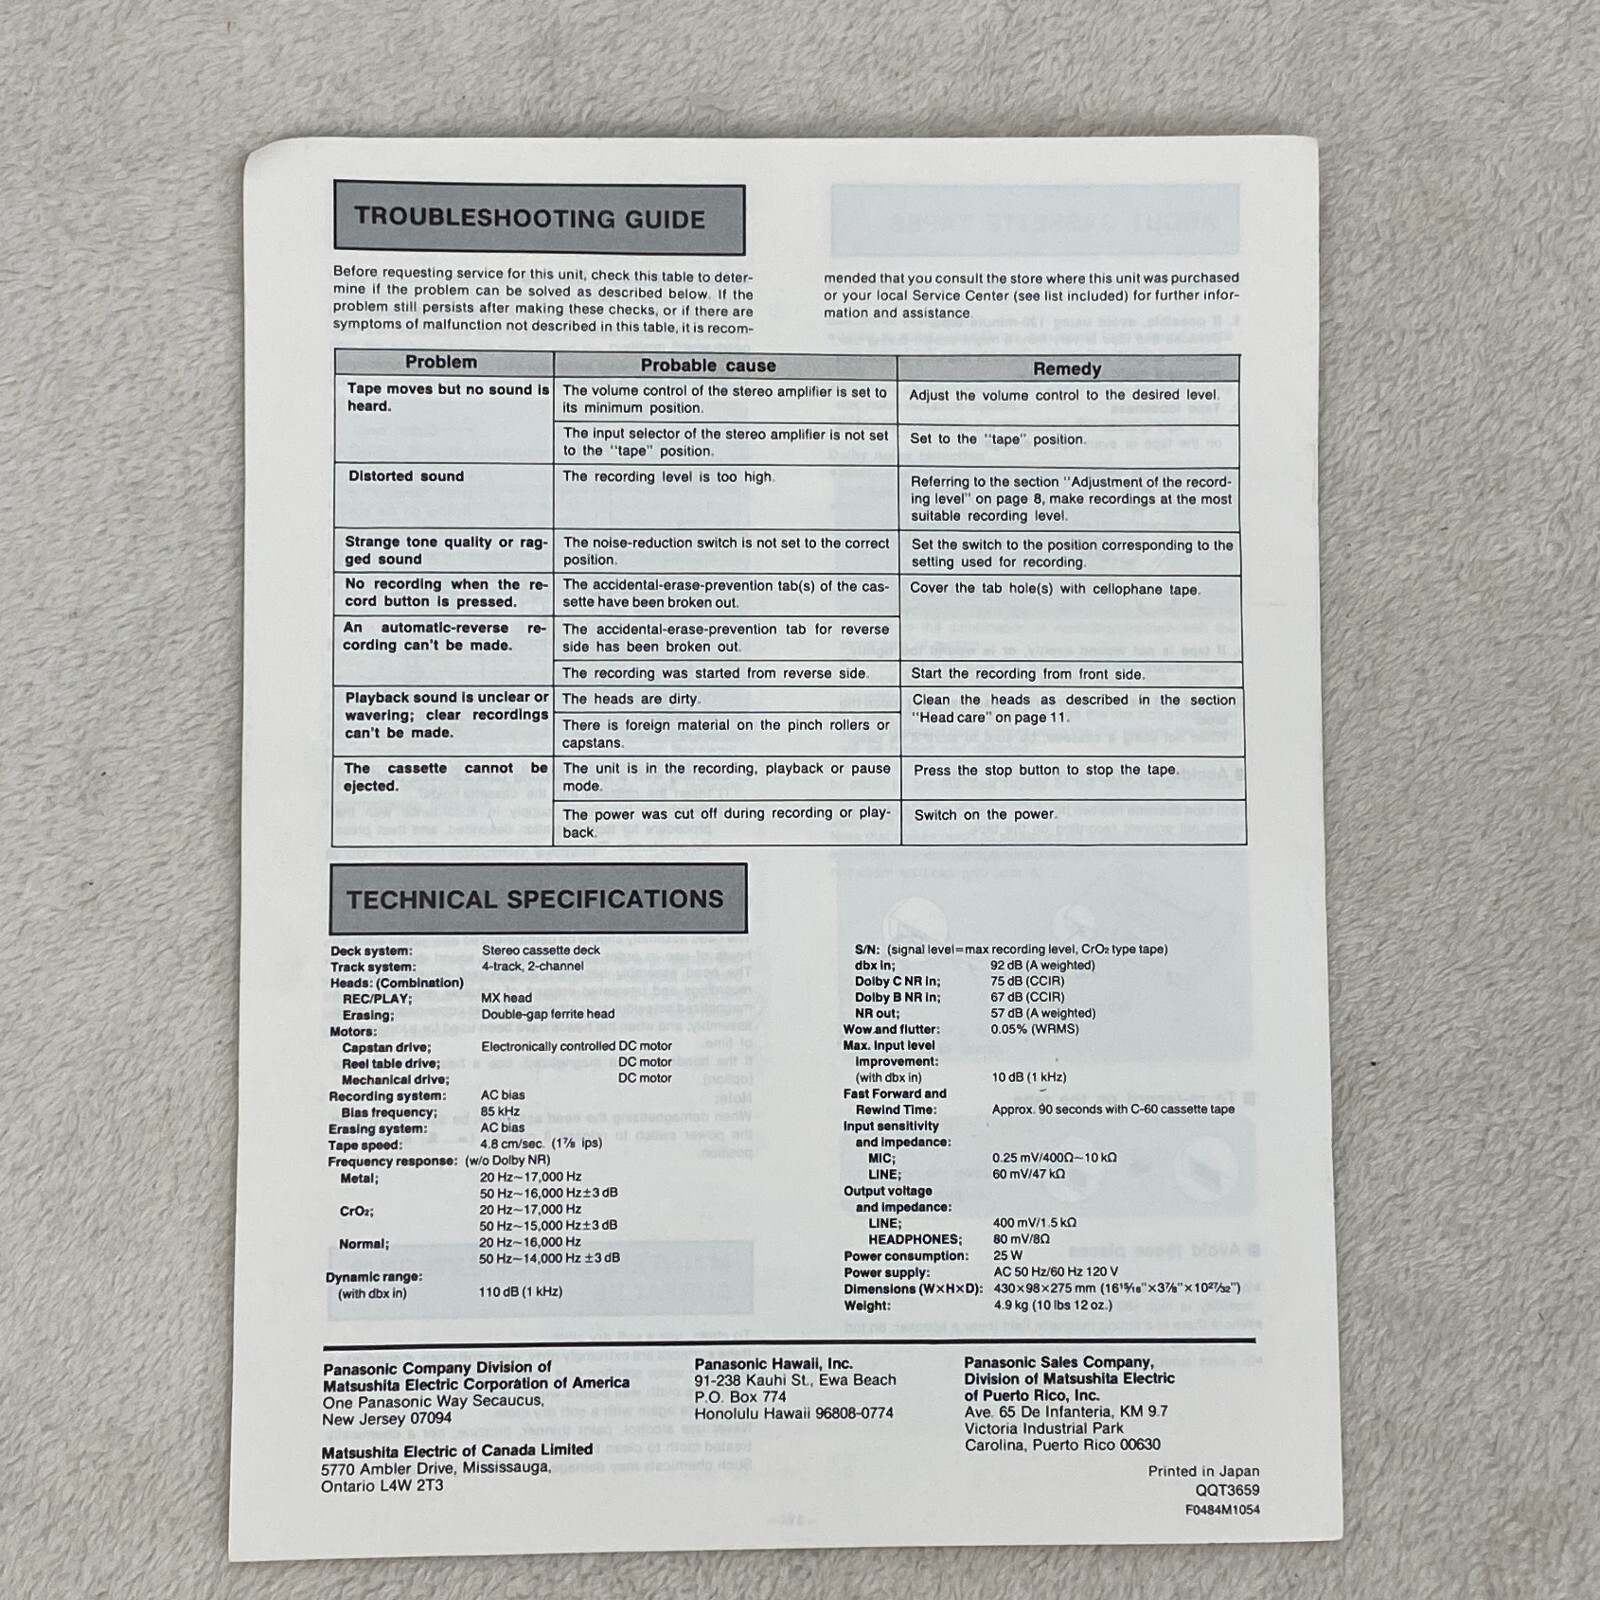 TROUBLESHOOTING GUIDE
Before requesting service for this unit, check this table to deter-
mine if the problem can be solved as described below. If the
problem still persists after making these checks, or if there are
symptoms of malfunction not described in this table, it is recom-
mended that you consult the store where this unit was purchased
or your local Service Center (see list included) for further infor-
mation and assistance.
Problem
Probable cause
Remedy
Tape moves but no sound is
heard.
The volume control of the stereo amplifier is set to
its minimum position.
Adjust the volume control to the desired level.
The input selector of the stereo amplifier is not set
to the "tape" position.
Set to the "tape" position.
Distorted sound
The recording level is too high.
Referring to the section "Adjustment of the record-
ing level" on page 8, make recordings at the most
suitable recording level.
Strange tone quality or rag-
ged sound
The noise-reduction switch is not set to the correct
position.
Set the switch to the position corresponding to the
setting used for recording.
No recording when the re-
cord button is pressed.
The accidental-erase-prevention tab(s) of the cas-
sette have been broken out.
Cover the tab hole(s) with cellophane tape.
An automatic-reverse re-
cording can't be made.
The accidental-erase-prevention tab for reverse
side has been broken out.
The recording was started from reverse side.
Start the recording from front side.
Playback sound is unclear or
wavering; clear recordings
can't be made.
The heads are dirty.
There is foreign material on the pinch rollers or
capstans.
Clean the heads as described in the section
"Head care" on page 11.
The cassette cannot be
ejected.
The unit is in the recording, playback or pause
mode.
Press the stop button to stop the tape.
The power was cut off during recording or play-
back.
Switch on the power.
TECHNICAL SPECIFICATIONS
Deck system: Stereo cassette deck
Track system: 4-track, 2-channel
Heads: (Combination)
REC/PLAY; MX head
Erasing; Double-gap ferrite head
Motors:
Capstan drive; Electronically controlled DC motor
Reel table drive; DC motor
Mechanical drive; DC motor
Recording system: AC bias
Bias frequency; 85 kHz
Erasing system: AC bias
Tape speed: 4.8 cm/sec. (1⅞ ips)
Frequency response: (w/o Dolby NR)
Metal; 20 Hz~17,000 Hz
50 Hz~16,000 Hz±3 dB
CrO₂; 20 Hz~17,000 Hz
50 Hz~15,000 Hz±3 dB
Normal; 20 Hz~16,000 Hz
50 Hz~14,000 Hz ±3 dB
Dynamic range:
(with dbx in) 110 dB (1 kHz)
S/N: (signal level=max recording level, CrO₂ type tape)
dbx in; 92 dB (A weighted)
Dolby C NR in; 75 dB (CCIR)
Dolby B NR in; 67 dB (CCIR)
NR out; 57 dB (A weighted)
Wow and flutter: 0.05% (WRMS)
Max. Input level
Improvement:
(with dbx in) 10 dB (1 kHz)
Fast Forward and
Rewind Time: Approx. 90 seconds with C-60 cassette tape
Input sensitivity
and impedance:
MIC; 0.25 mV/400Ω~10 kΩ
LINE; 60 mV/47 kΩ
Output voltage
and impedance:
LINE; 400 mV/1.5 kΩ
HEADPHONES; 80 mV/8Ω
Power consumption: 25 W
Power supply: AC 50 Hz/60 Hz 120 V
Dimensions (W×H×D): 430×98×275 mm (16¹⁵⁄₁₆"×3⅞"×10²⁷⁄₃₂")
Weight: 4.9 kg (10 lbs 12 oz.)
Panasonic Company Division of
Matsushita Electric Corporation of America
One Panasonic Way Secaucus,
New Jersey 07094
Matsushita Electric of Canada Limited
5770 Ambler Drive, Mississauga,
Ontario L4W 2T3
Panasonic Hawaii, Inc.
91-238 Kauhi St., Ewa Beach
P.O. Box 774
Honolulu Hawaii 96808-0774
Panasonic Sales Company,
Division of Matsushita Electric
of Puerto Rico, Inc.
Ave. 65 De Infanteria, KM 9.7
Victoria Industrial Park
Carolina, Puerto Rico 00630
Printed in Japan
QQT3659
F0484M1054